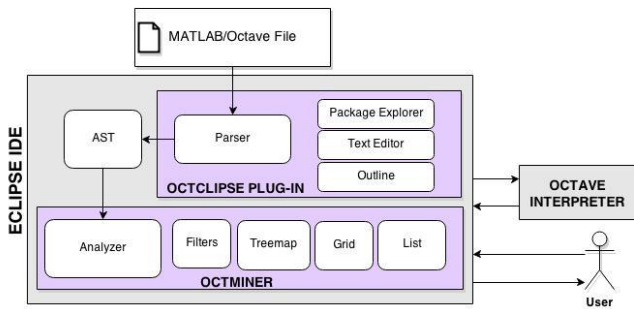 MATLAB/Octave File
ECLIPSE IDE
AST
Parser
Package Explorer
Text Editor
Outline
OCTCLIPSE PLUG-IN
OCTAVE
INTERPRETER
Analyzer
Filters
Treemap
Grid
List
OCTMINER
User